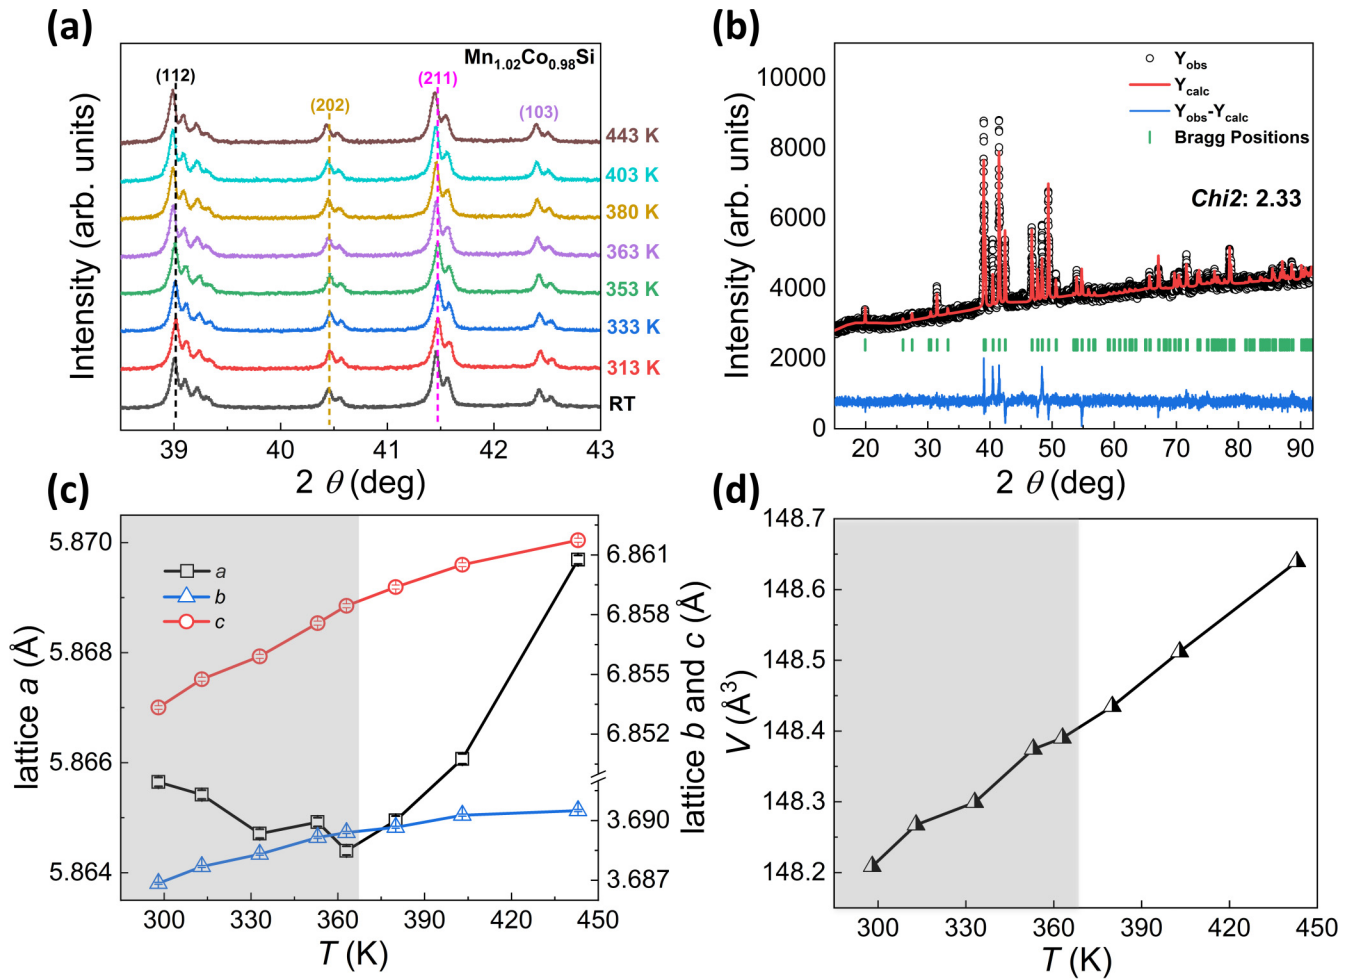 (a)
Mn1.02Co0.98Si
(112)
(202)
(211)
(103)
443 K
403 K
380 K
363 K
353 K
333 K
313 K
RT
Intensity (arb. units)
39 40 41 42 43
2 θ (deg)
(b)
Yobs
Ycalc
Yobs-Ycalc
Bragg Positions
Chi2: 2.33
10000
8000
6000
4000
2000
0
Intensity (arb. units)
20 30 40 50 60 70 80 90
2 θ (deg)
(c)
a
b
c
5.870
5.868
5.866
5.864
lattice a (Å)
6.861
6.858
6.855
6.852
3.690
3.687
lattice b and c (Å)
300 330 360 390 420 450
T (K)
(d)
148.7
148.6
148.5
148.4
148.3
148.2
V (Å³)
300 330 360 390 420 450
T (K)